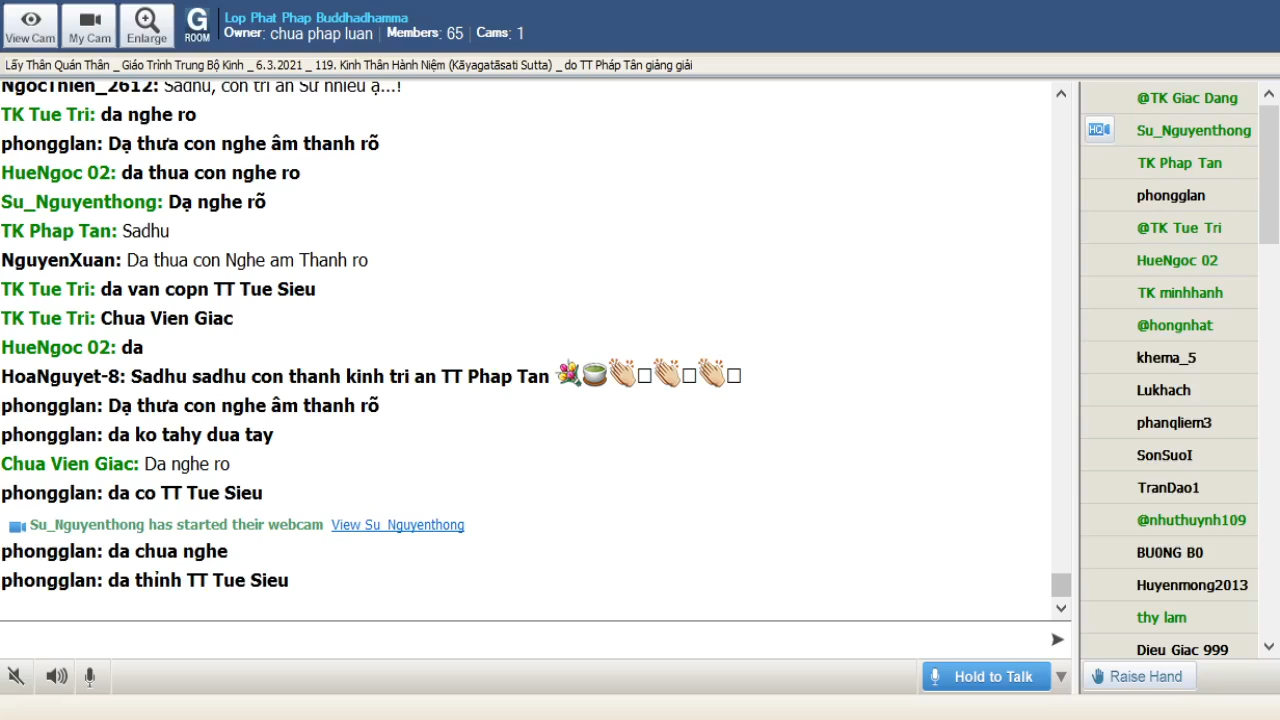 View Cam
My Cam
Enlarge
G
ROOM
Lop Phat Phap Buddhadhamma
Owner: chua phap luan | Members: 65 | Cams: 1
Lấy Thân Quán Thân _ Giáo Trình Trung Bộ Kinh _ 6.3.2021 _ 119. Kinh Thân Hành Niệm (Kāyagatāsati Sutta) _ do TT Pháp Tân giảng giải
NgocThien_2612: Sadhu, con tri ân Sư nhiều ạ...!
TK Tue Tri: da nghe ro
phongglan: Dạ thưa con nghe âm thanh rõ
HueNgoc 02: da thua con nghe ro
Su_Nguyenthong: Dạ nghe rõ
TK Phap Tan: Sadhu
NguyenXuan: Da thua con Nghe am Thanh ro
TK Tue Tri: da van copn TT Tue Sieu
TK Tue Tri: Chua Vien Giac
HueNgoc 02: da
HoaNguyet-8: Sadhu sadhu con thanh kinh tri an TT Phap Tan
phongglan: Dạ thưa con nghe âm thanh rõ
phongglan: da ko tahy dua tay
Chua Vien Giac: Da nghe ro
phongglan: da co TT Tue Sieu
Su_Nguyenthong has started their webcam View Su_Nguyenthong
phongglan: da chua nghe
phongglan: da thỉnh TT Tue Sieu
Hold to Talk
@TK Giac Dang
HQ
Su_Nguyenthong
TK Phap Tan
phongglan
@TK Tue Tri
HueNgoc 02
TK minhhanh
@hongnhat
khema_5
Lukhach
phanqliem3
SonSuoI
TranDao1
@nhuthuynh109
BU0NG B0
Huyenmong2013
thy lam
Dieu Giac 999
Raise Hand